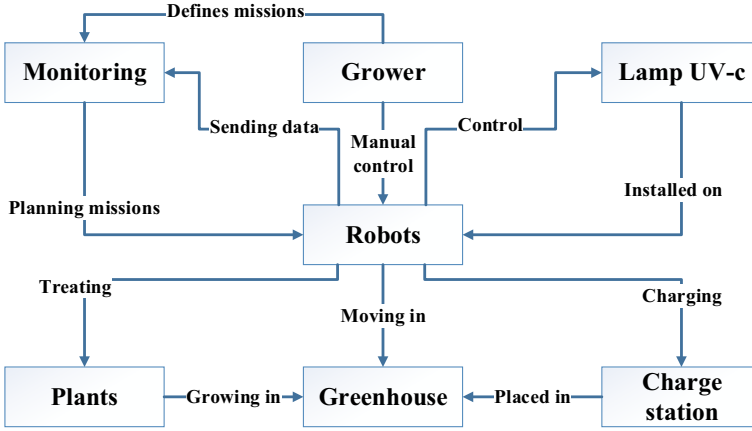 Defines missions
Monitoring
Grower
Lamp UV-c
Sending data
Manual
control
Control
Planning missions
Installed on
Robots
Treating
Moving in
Charging
Plants
Growing in
Greenhouse
Placed in
Charge
station